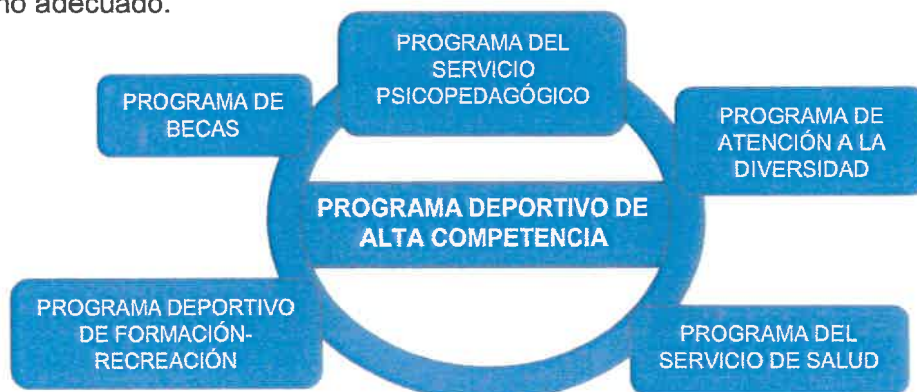 no adecuado.
PROGRAMA DEL
SERVICIO
PSICOPEDAGÓGICO
PROGRAMA DE
BECAS
PROGRAMA DE
ATENCIÓN A LA
DIVERSIDAD
PROGRAMA DEPORTIVO DE
ALTA COMPETENCIA
PROGRAMA DEPORTIVO
DE FORMACIÓN-
RECREACIÓN
PROGRAMA DEL
SERVICIO DE SALUD